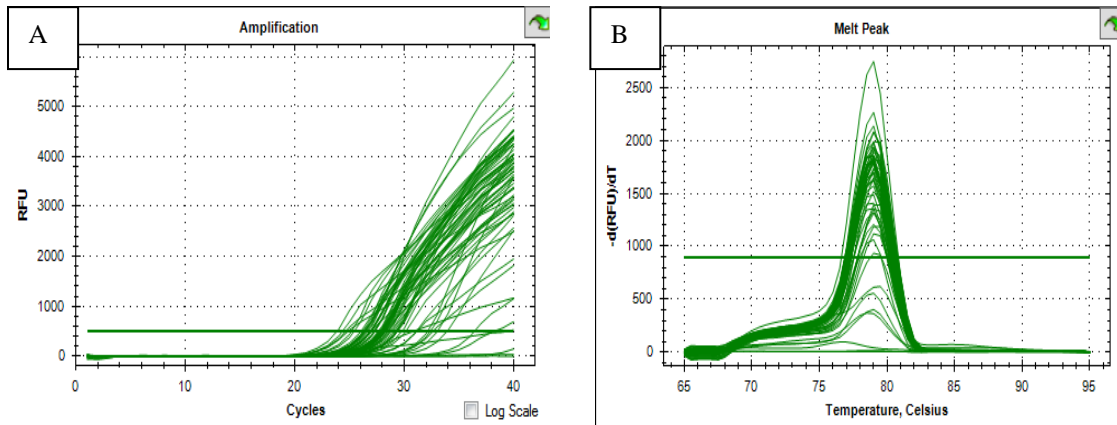 A
Amplification
RFU
5000
4000
3000
2000
1000
0
0
10
20
30
40
Cycles
Log Scale
B
Melt Peak
-d(RFU)/dT
2500
2000
1500
1000
500
0
65
70
75
80
85
90
95
Temperature, Celsius